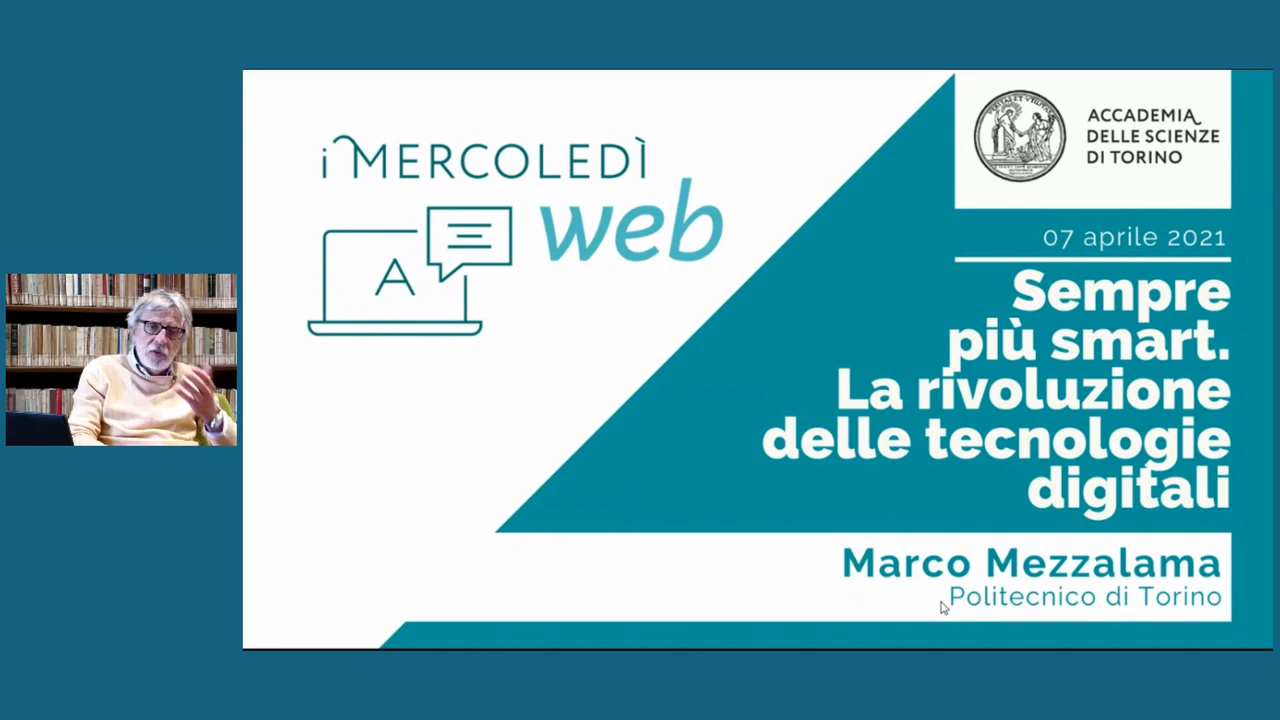 i MERCOLEDÌ
web
A
ACCADEMIA
DELLE SCIENZE
DI TORINO
07 aprile 2021
Sempre
più smart.
La rivoluzione
delle tecnologie
digitali
Marco Mezzalama
Politecnico di Torino